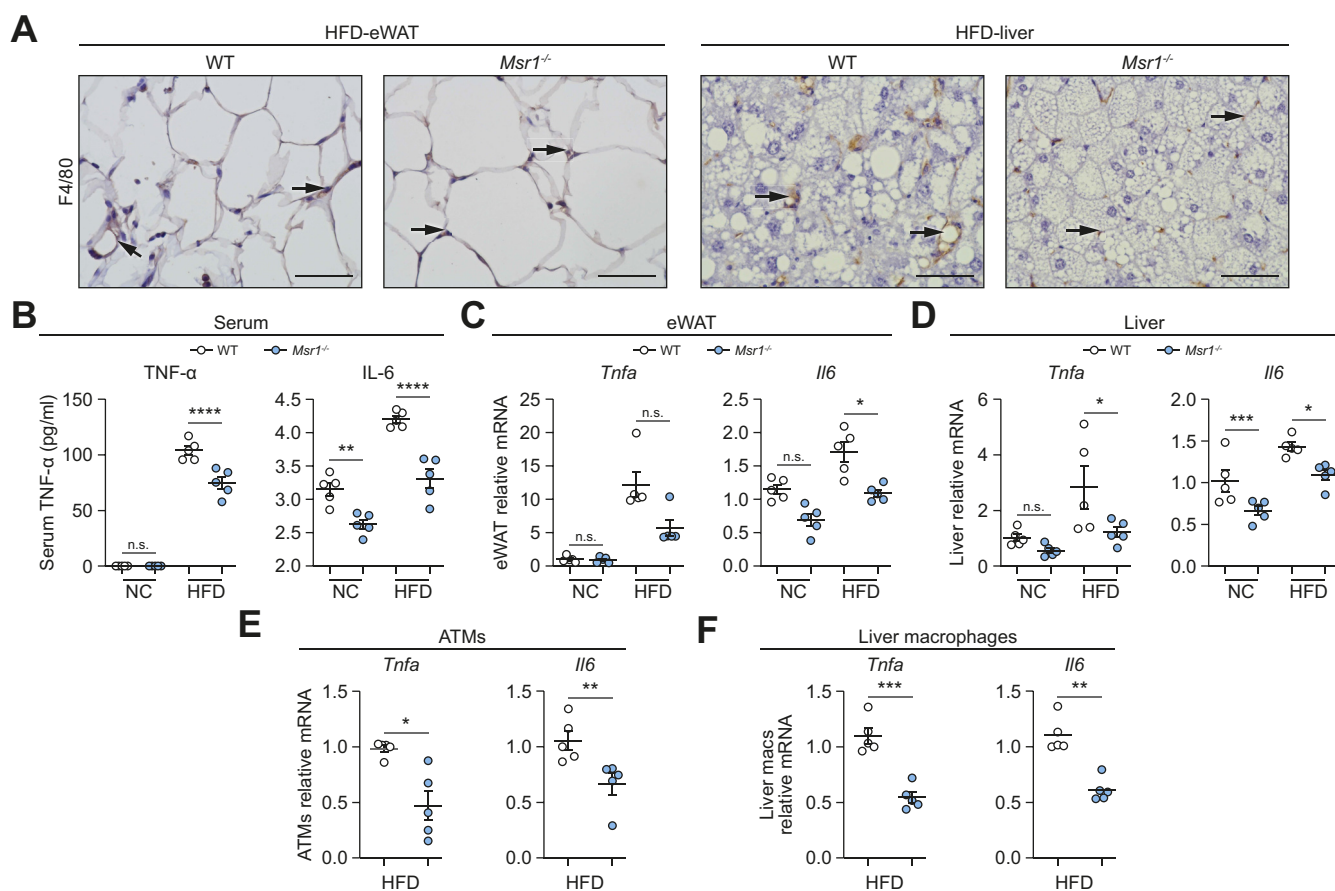 A
HFD-eWAT
HFD-liver
WT
Msr1-/-
WT
Msr1-/-
F4/80
B
Serum
C
eWAT
D
Liver
WT
Msr1-/-
WT
Msr1-/-
WT
Msr1-/-
TNF-α
IL-6
Tnfa
Il6
Tnfa
Il6
Serum TNF-α (pg/ml)
150
100
50
0
n.s.
****
NC
HFD
4.5
4.0
3.5
3.0
2.5
2.0
**
****
NC
HFD
eWAT relative mRNA
25
20
15
10
5
0
n.s.
n.s.
NC
HFD
2.5
2.0
1.5
1.0
0.5
0.0
n.s.
*
NC
HFD
Liver relative mRNA
6
4
2
0
n.s.
*
NC
HFD
2.0
1.5
1.0
0.5
0.0
***
*
NC
HFD
E
ATMs
F
Liver macrophages
Tnfa
Il6
Tnfa
Il6
ATMs relative mRNA
1.5
1.0
0.5
0.0
*
HFD
1.5
1.0
0.5
0.0
**
HFD
Liver macs
relative mRNA
1.5
1.0
0.5
0.0
***
HFD
1.5
1.0
0.5
0.0
**
HFD